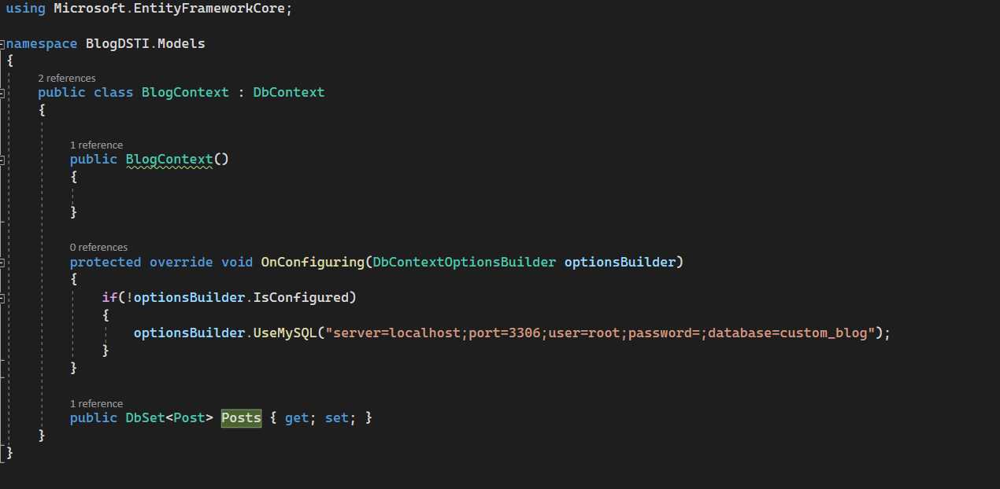 using Microsoft.EntityFrameworkCore;
namespace BlogDSTI.Models
{
2 references
public class BlogContext : DbContext
{
1 reference
public BlogContext()
{
}
0 references
protected override void OnConfiguring(DbContextOptionsBuilder optionsBuilder)
{
if(!optionsBuilder.IsConfigured)
{
optionsBuilder.UseMySQL("server=localhost;port=3306;user=root;password=;database=custom_blog");
}
}
1 reference
public DbSet<Post> Posts { get; set; }
}
}